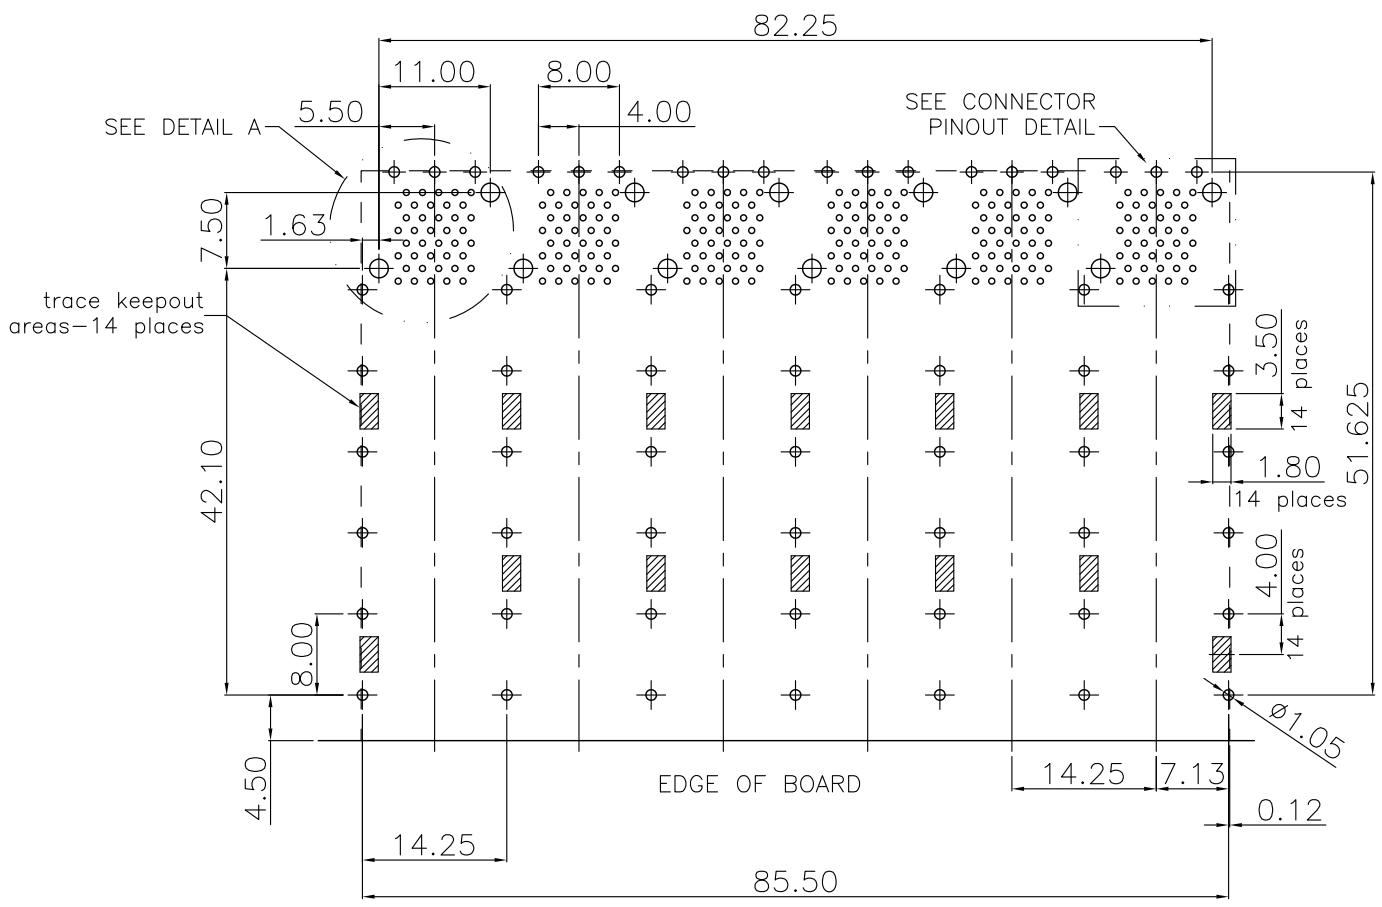 82.25
11.00
8.00
5.50
4.00
SEE DETAIL A
SEE CONNECTOR
PINOUT DETAIL
7.50
1.63
trace keepout
areas-14 places
3.50
14 places
51.625
42.10
1.80
14 places
4.00
14 places
8.00
ø1.05
4.50
EDGE OF BOARD
14.25
7.13
0.12
14.25
85.50